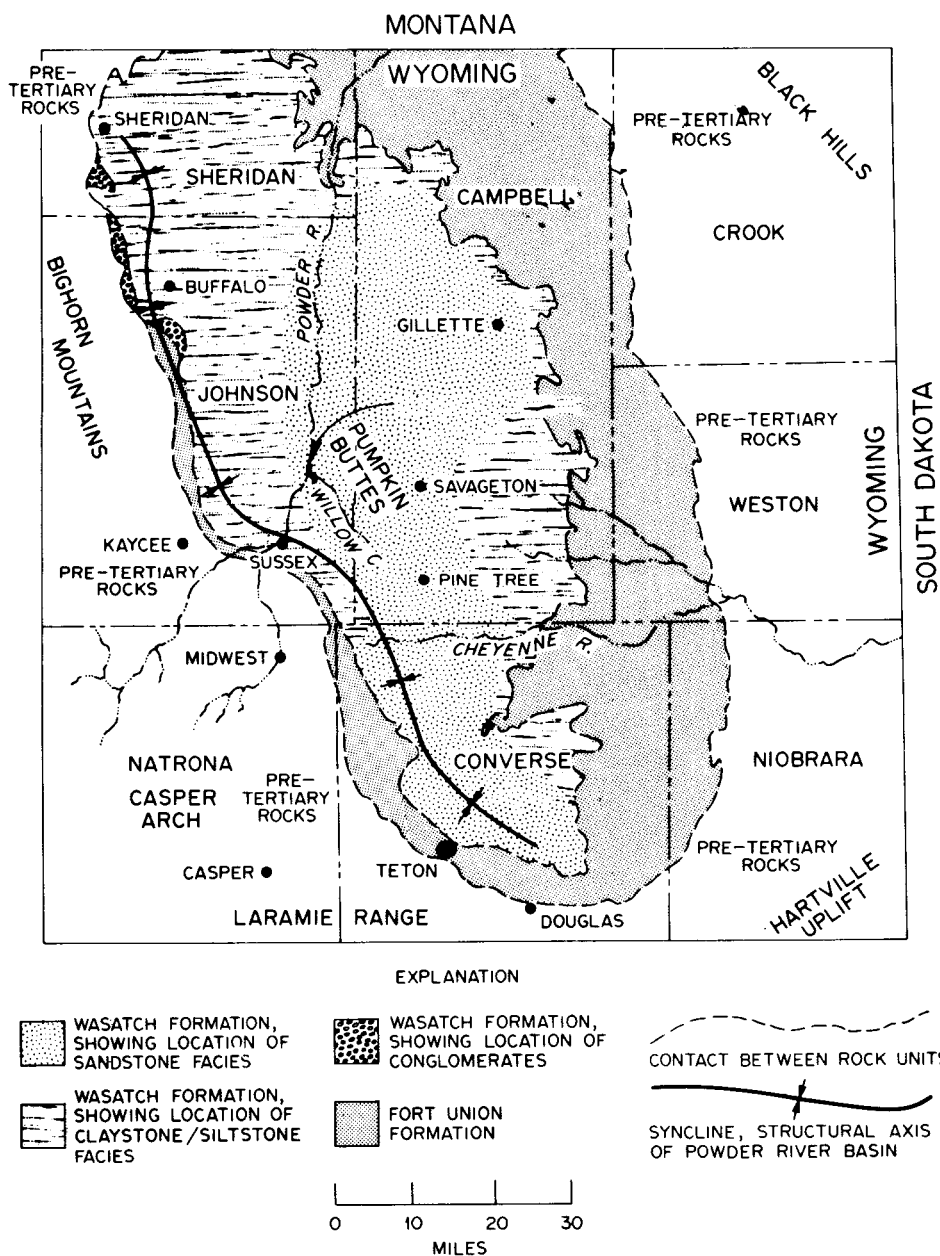 MONTANA
WYOMING
PRE-
TERTIARY
ROCKS
SHERIDAN
SHERIDAN
PRE-TERTIARY
ROCKS
BLACK HILLS
CAMPBELL
CROOK
POWDER R.
BIGHORN
MOUNTAINS
BUFFALO
GILLETTE
JOHNSON
PUMPKIN
BUTTES
PRE-TERTIARY
ROCKS
WESTON
WYOMING
SOUTH DAKOTA
SAVAGETON
WILLOW C.
KAYCEE
SUSSEX
PRE-TERTIARY
ROCKS
PINE TREE
CHEYENNE R.
MIDWEST
NATRONA
CASPER
ARCH
PRE-
TERTIARY
ROCKS
CONVERSE
NIOBRARA
PRE-TERTIARY
ROCKS
HARTVILLE
UPLIFT
TETON
CASPER
LARAMIE RANGE
DOUGLAS
EXPLANATION
WASATCH FORMATION,
SHOWING LOCATION OF
SANDSTONE FACIES
WASATCH FORMATION,
SHOWING LOCATION OF
CLAYSTONE/SILTSTONE
FACIES
WASATCH FORMATION,
SHOWING LOCATION OF
CONGLOMERATES
FORT UNION
FORMATION
CONTACT BETWEEN ROCK UNITS
SYNCLINE, STRUCTURAL AXIS
OF POWDER RIVER BASIN
0 10 20 30
MILES